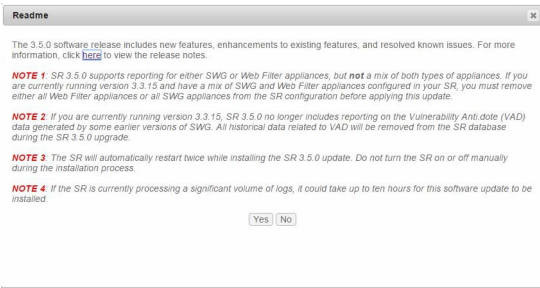 Readme
The 3.5.0 software release includes new features, enhancements to existing features, and resolved known issues. For more
information, click here to view the release notes.
NOTE 1: SR 3.5.0 supports reporting for either SWG or Web Filter appliances, but not a mix of both types of appliances. If you
are currently running version 3.3.15 and have a mix of SWG and Web Filter appliances configured in your SR, you must remove
either all Web Filter appliances or all SWG appliances from the SR configuration before applying this update.
NOTE 2: If you are currently running version 3.3.15, SR 3.5.0 no longer includes reporting on the Vulnerability Anti.dote (VAD)
data generated by some earlier versions of SWG. All historical data related to VAD will be removed from the SR database
during the SR 3.5.0 upgrade.
NOTE 3: The SR will automatically restart twice while installing the SR 3.5.0 update. Do not turn the SR on or off manually
during the installation process.
NOTE 4: If the SR is currently processing a significant volume of logs, it could take up to ten hours for this software update to be
installed.
Yes No